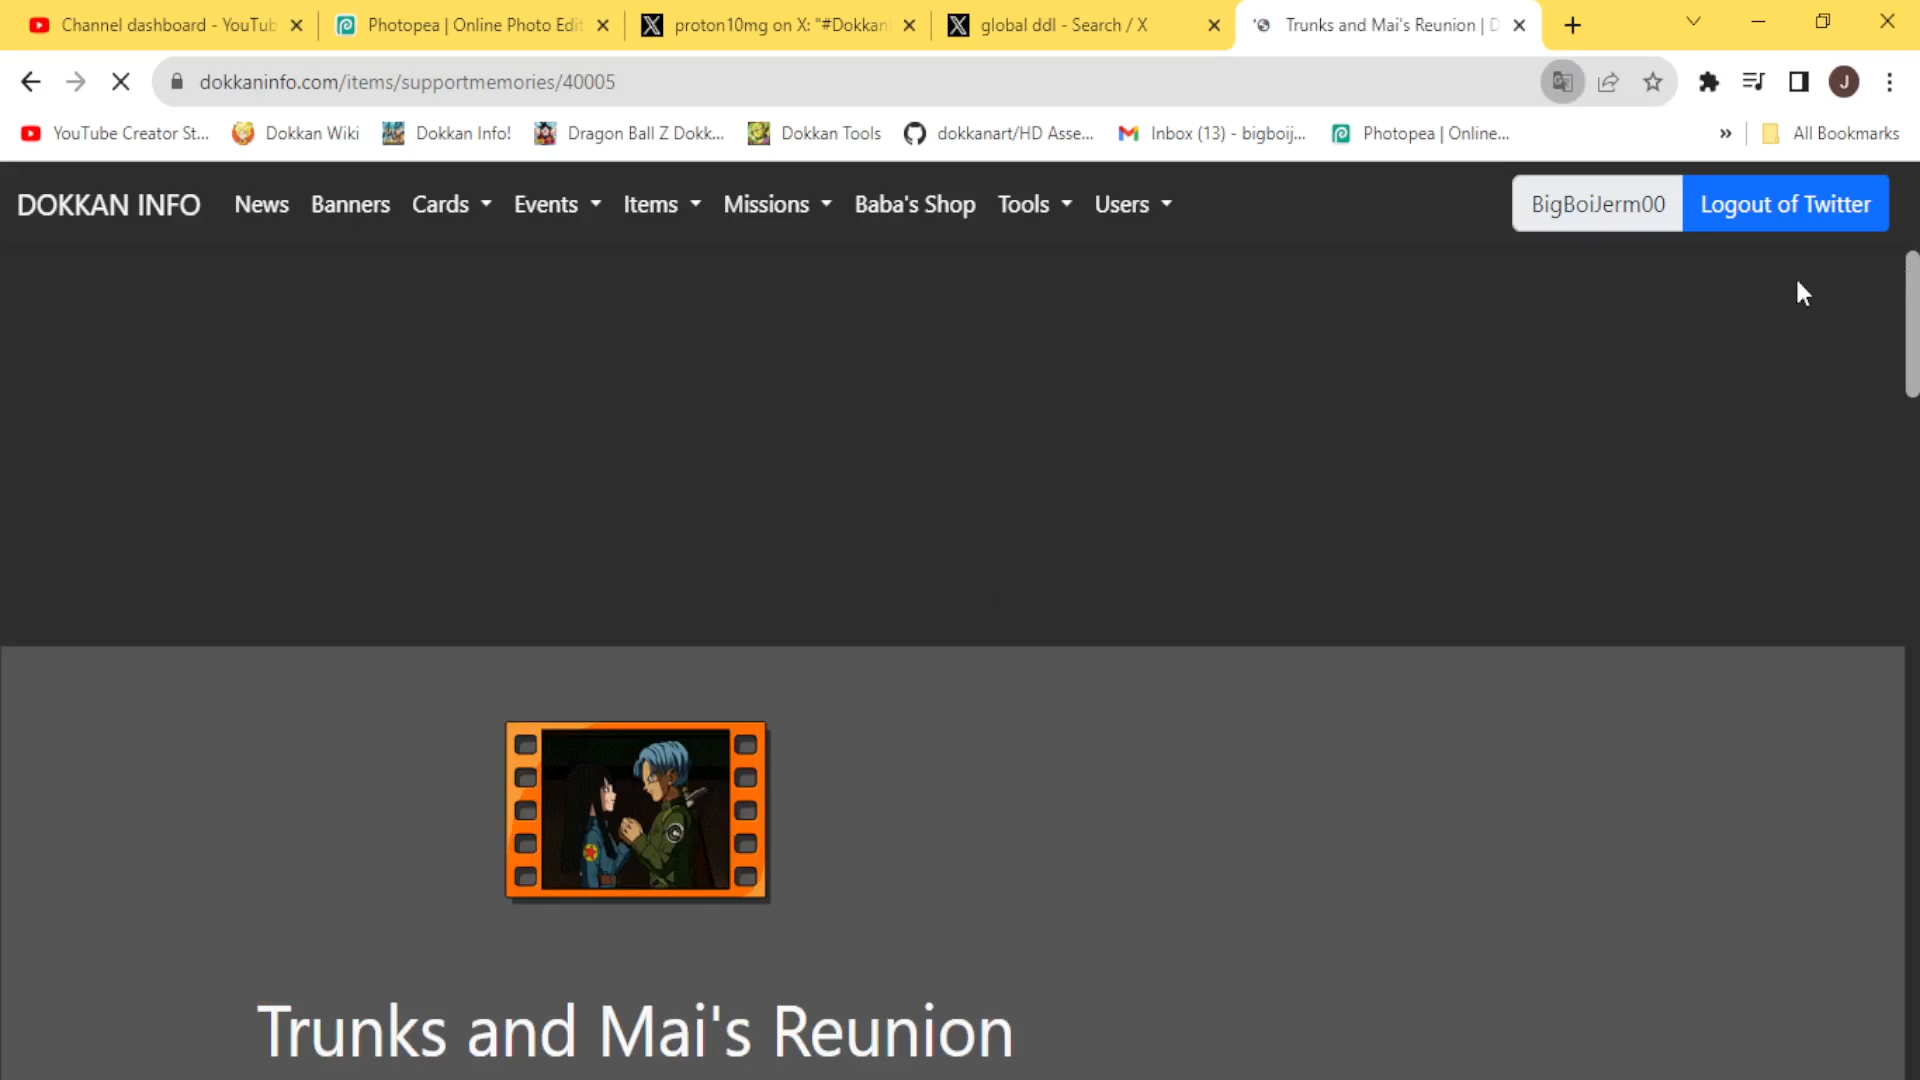 Channel dashboard - YouTub
Photopea | Online Photo Edit
proton10mg on X: "#Dokkan
global ddl - Search / X
Trunks and Mai's Reunion | D
dokkaninfo.com/items/supportmemories/40005
J
YouTube Creator St...
Dokkan Wiki
Dokkan Info!
Dragon Ball Z Dokk...
Dokkan Tools
dokkanart/HD Asse...
Inbox (13) - bigboij...
Photopea | Online...
»
All Bookmarks
DOKKAN INFO
News
Banners
Cards
Events
Items
Missions
Baba's Shop
Tools
Users
BigBoiJerm00
Logout of Twitter
Trunks and Mai's Reunion